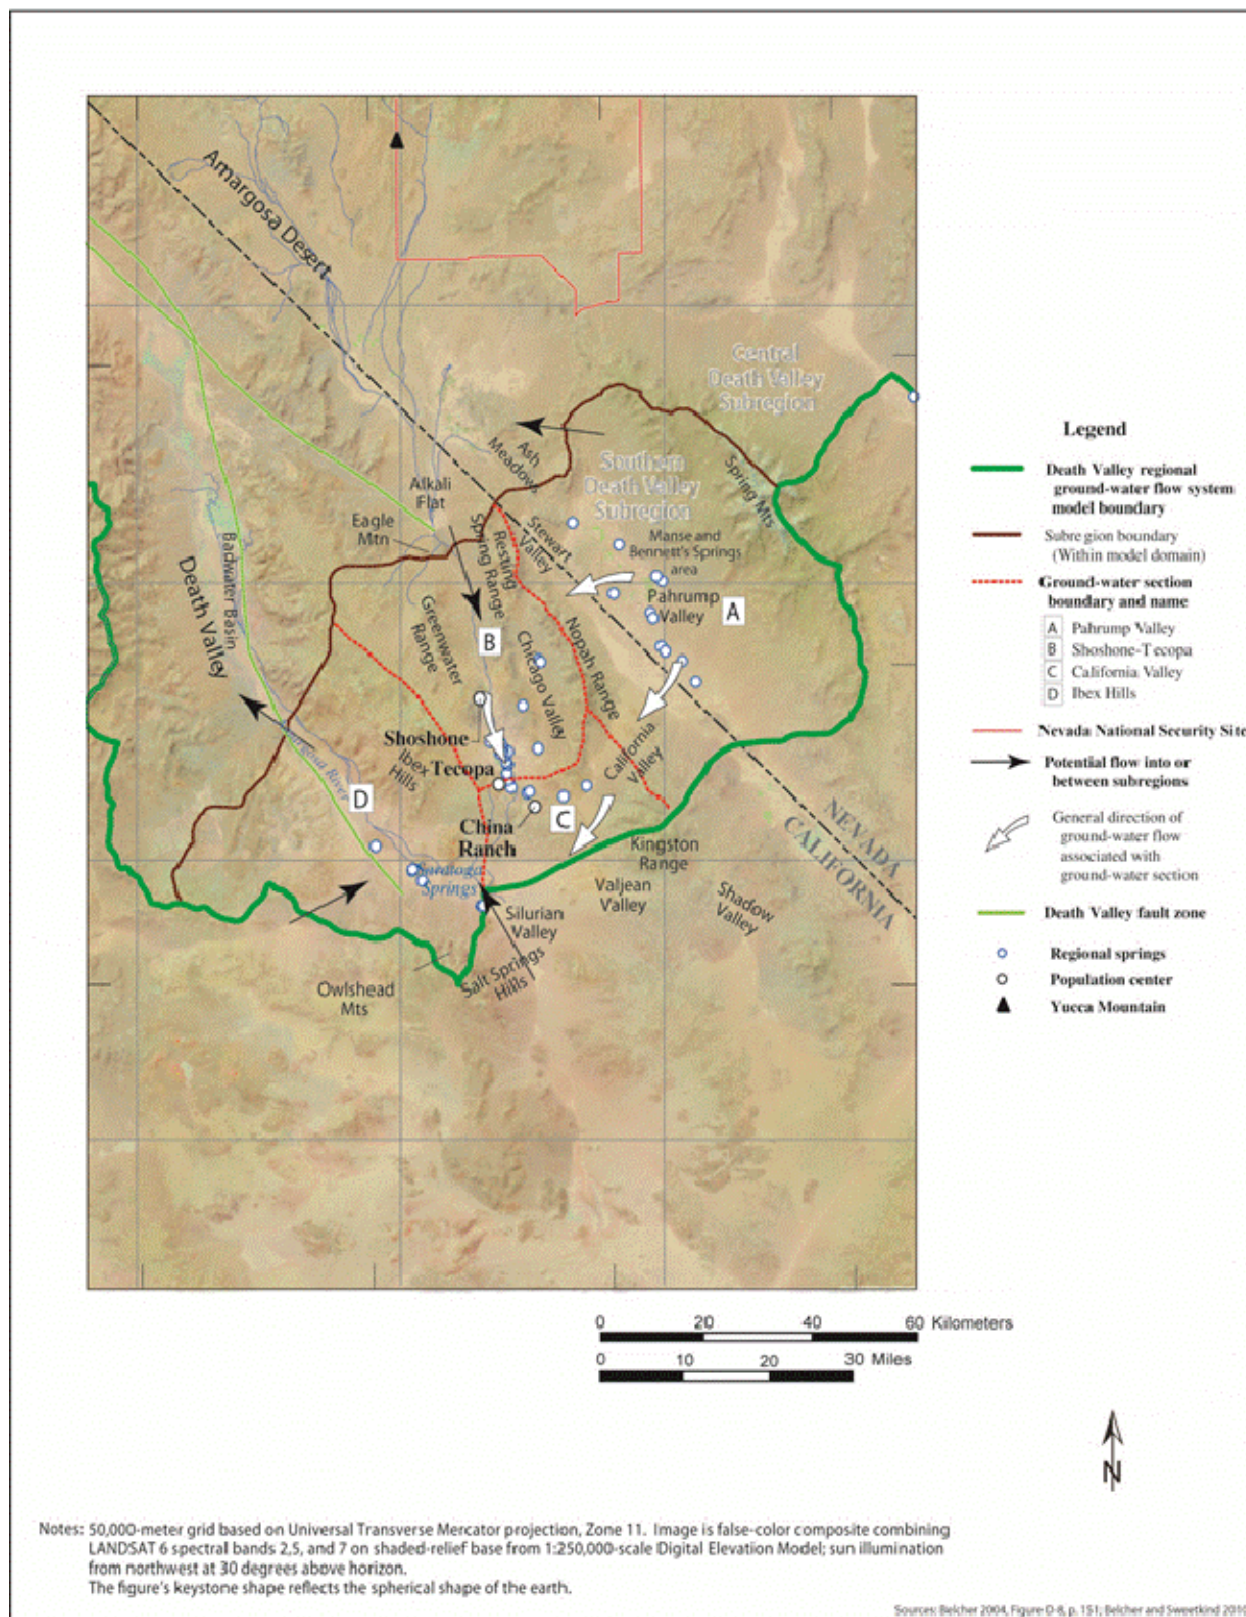 Amargosa Desert
Central
Death Valley
Subregion
Ash
Meadows
Southern
Death Valley
Subregion
Spring Mts
Alkali
Flat
Eagle
Mtn
Resting
Spring Range
Stewart
Valley
Manse and
Bennett's Springs
area
Pahrump
Valley
A
Badwater Basin
Death Valley
Greenwater
Range
B
Chicago Valley
Nopah Range
Shoshone
Ibex
Hills
Tecopa
California
Valley
D
C
China
Ranch
Saratoga
Springs
Kingston
Range
NEVADA
CALIFORNIA
Valjean
Valley
Shadow
Valley
Silurian
Valley
Salt Springs
Hills
Owlshead
Mts
Legend
Death Valley regional
ground-water flow system
model boundary
Subregion boundary
(Within model domain)
Ground-water section
boundary and name
A Pahrump Valley
B Shoshone-Tecopa
C California Valley
D Ibex Hills
Nevada National Security Site
Potential flow into or
between subregions
General direction of
ground-water flow
associated with
ground-water section
Death Valley fault zone
Regional springs
Population center
Yucca Mountain
0 20 40 60 Kilometers
0 10 20 30 Miles
N
Notes: 50,000-meter grid based on Universal Transverse Mercator projection, Zone 11. Image is false-color composite combining
LANDSAT 6 spectral bands 2,5, and 7 on shaded-relief base from 1:250,000-scale Digital Elevation Model; sun illumination
from northwest at 30 degrees above horizon.
The figure's keystone shape reflects the spherical shape of the earth.
Sources: Belcher 2004, Figure D-8, p. 151; Belcher and Sweetkind 2010